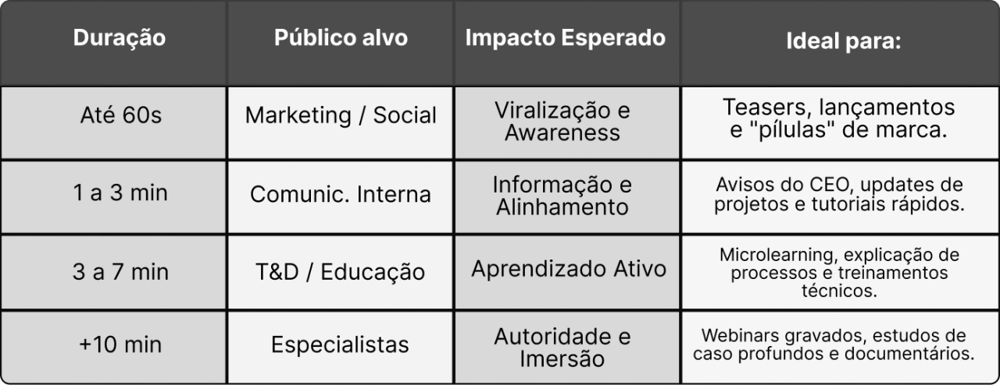 Duração
Público alvo
Impacto Esperado
Ideal para:
Até 60s
Marketing / Social
Viralização e
Awareness
Teasers, lançamentos
e "pílulas" de marca.
1 a 3 min
Comunic. Interna
Informação e
Alinhamento
Avisos do CEO, updates de
projetos e tutoriais rápidos.
3 a 7 min
T&D / Educação
Aprendizado Ativo
Microlearning, explicação de
processos e treinamentos
técnicos.
+10 min
Especialistas
Autoridade e
Imersão
Webinars gravados, estudos de
caso profundos e documentários.